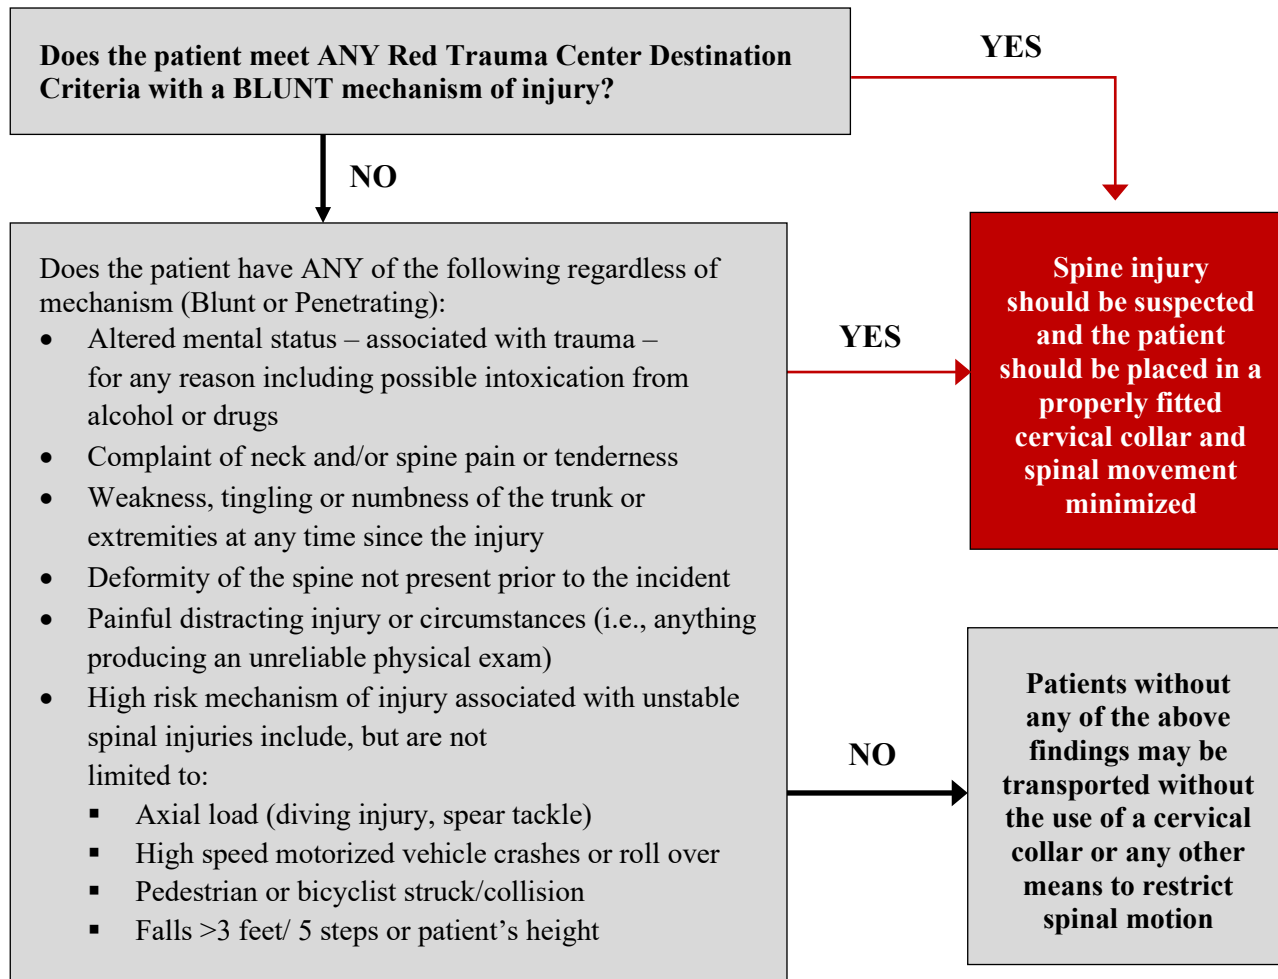 Does the patient meet ANY Red Trauma Center Destination
Criteria with a BLUNT mechanism of injury?
YES
NO
Does the patient have ANY of the following regardless of
mechanism (Blunt or Penetrating):
• Altered mental status – associated with trauma –
for any reason including possible intoxication from
alcohol or drugs
• Complaint of neck and/or spine pain or tenderness
• Weakness, tingling or numbness of the trunk or
extremities at any time since the injury
• Deformity of the spine not present prior to the incident
• Painful distracting injury or circumstances (i.e., anything
producing an unreliable physical exam)
• High risk mechanism of injury associated with unstable
spinal injuries include, but are not
limited to:
▪ Axial load (diving injury, spear tackle)
▪ High speed motorized vehicle crashes or roll over
▪ Pedestrian or bicyclist struck/collision
▪ Falls >3 feet/ 5 steps or patient’s height
YES
Spine injury
should be suspected
and the patient
should be placed in a
properly fitted
cervical collar and
spinal movement
minimized
NO
Patients without
any of the above
findings may be
transported without
the use of a cervical
collar or any other
means to restrict
spinal motion